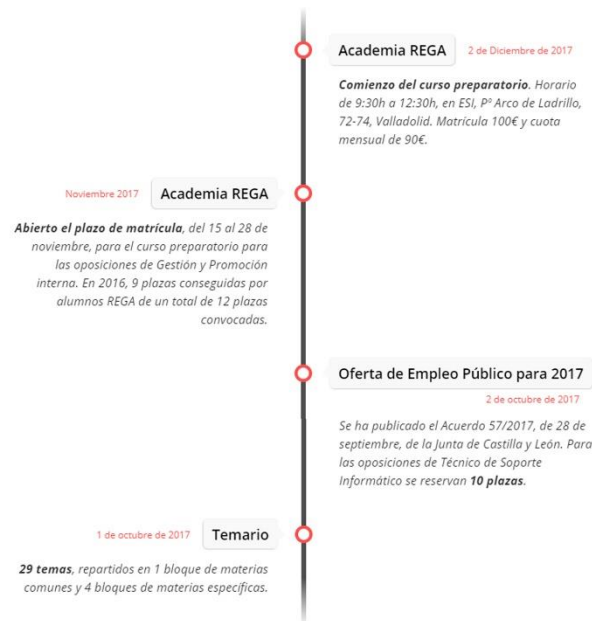 Academia REGA 2 de Diciembre de 2017
Comienzo del curso preparatorio. Horario
de 9:30h a 12:30h, en ESI, Pº Arco de Ladrillo,
72-74, Valladolid. Matrícula 100€ y cuota
mensual de 90€.
Noviembre 2017 Academia REGA
Abierto el plazo de matrícula, del 15 al 28 de
noviembre, para el curso preparatorio para
las oposiciones de Gestión y Promoción
interna. En 2016, 9 plazas conseguidas por
alumnos REGA de un total de 12 plazas
convocadas.
Oferta de Empleo Público para 2017
2 de octubre de 2017
Se ha publicado el Acuerdo 57/2017, de 28 de
septiembre, de la Junta de Castilla y León. Para
las oposiciones de Técnico de Soporte
Informático se reservan 10 plazas.
1 de octubre de 2017 Temario
29 temas, repartidos en 1 bloque de materias
comunes y 4 bloques de materias específicas.